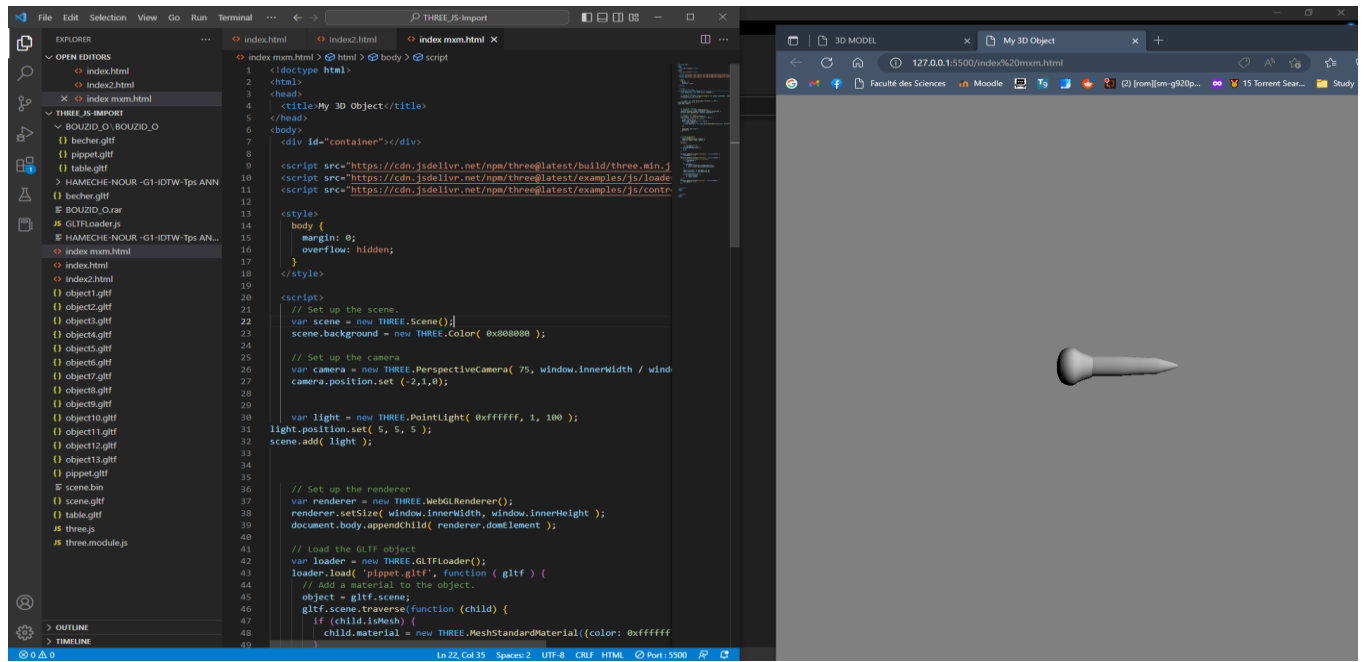 File Edit Selection View Go Run Terminal ··· THREE_JS-Import
EXPLORER ···
OPEN EDITORS
index.html
Index2.html
index mxm.html
THREE_JS-IMPORT
BOUZID_O \ BOUZID_O
{} becher.gltf
{} pippet.gltf
{} table.gltf
HAMECHE-NOUR -G1-IDTW-Tps ANN
{} becher.gltf
BOUZID_O.rar
JS GLTFLoader.js
HAMECHE-NOUR -G1-IDTW-Tps AN...
index mxm.html
index.html
Index2.html
{} object1.gltf
{} object2.gltf
{} object3.gltf
{} object4.gltf
{} object5.gltf
{} object6.gltf
{} object7.gltf
{} object8.gltf
{} object9.gltf
{} object10.gltf
{} object11.gltf
{} object12.gltf
{} object13.gltf
{} pippet.gltf
scene.bin
{} scene.gltf
{} table.gltf
JS three.js
JS three.module.js
OUTLINE
TIMELINE
index.html Index2.html index mxm.html
index mxm.html > html > body > script
1 <!doctype html>
2 <html>
3 <head>
4 <title>My 3D Object</title>
5 </head>
6 <body>
7 <div id="container"></div>
8
9 <script src="https://cdn.jsdelivr.net/npm/three@latest/build/three.min.j
10 <script src="https://cdn.jsdelivr.net/npm/three@latest/examples/js/loade
11 <script src="https://cdn.jsdelivr.net/npm/three@latest/examples/js/contr
12
13 <style>
14 body {
15 margin: 0;
16 overflow: hidden;
17 }
18 </style>
19
20 <script>
21 // Set up the scene.
22 var scene = new THREE.Scene();
23 scene.background = new THREE.Color( 0x808080 );
24
25 // Set up the camera
26 var camera = new THREE.PerspectiveCamera( 75, window.innerWidth / wind
27 camera.position.set (-2,1,0);
28
29
30 var light = new THREE.PointLight( 0xffffff, 1, 100 );
31 light.position.set( 5, 5, 5 );
32 scene.add( light );
33
34
35
36 // Set up the renderer
37 var renderer = new THREE.WebGLRenderer();
38 renderer.setSize( window.innerWidth, window.innerHeight );
39 document.body.appendChild( renderer.domElement );
40
41 // Load the GLTF object
42 var loader = new THREE.GLTFLoader();
43 loader.load( 'pippet.gltf', function ( gltf ) {
44 // Add a material to the object.
45 object = gltf.scene;
46 gltf.scene.traverse(function (child) {
47 if (child.isMesh) {
48 child.material = new THREE.MeshStandardMaterial({color: 0xffffff
49 }
0 0 Ln 22, Col 35 Spaces: 2 UTF-8 CRLF HTML Port : 5500
3D MODEL My 3D Object
127.0.0.1:5500/index%20mxm.html
Faculté des Sciences Moodle Tg (2) [rom][sm-g920p... 15 Torrent Sear... Study